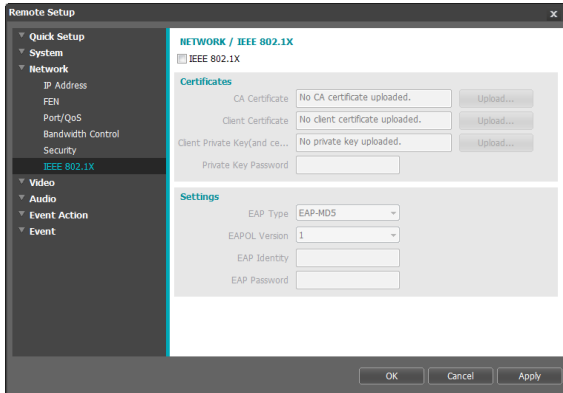 Remote Setup x
Quick Setup
System
Network
IP Address
FEN
Port/QoS
Bandwidth Control
Security
IEEE 802.1X
Video
Audio
Event Action
Event
NETWORK / IEEE 802.1X
IEEE 802.1X
Certificates
CA Certificate No CA certificate uploaded. Upload...
Client Certificate No client certificate uploaded. Upload...
Client Private Key(and ce... No private key uploaded. Upload...
Private Key Password
Settings
EAP Type EAP-MD5
EAPOL Version 1
EAP Identity
EAP Password
OK Cancel Apply